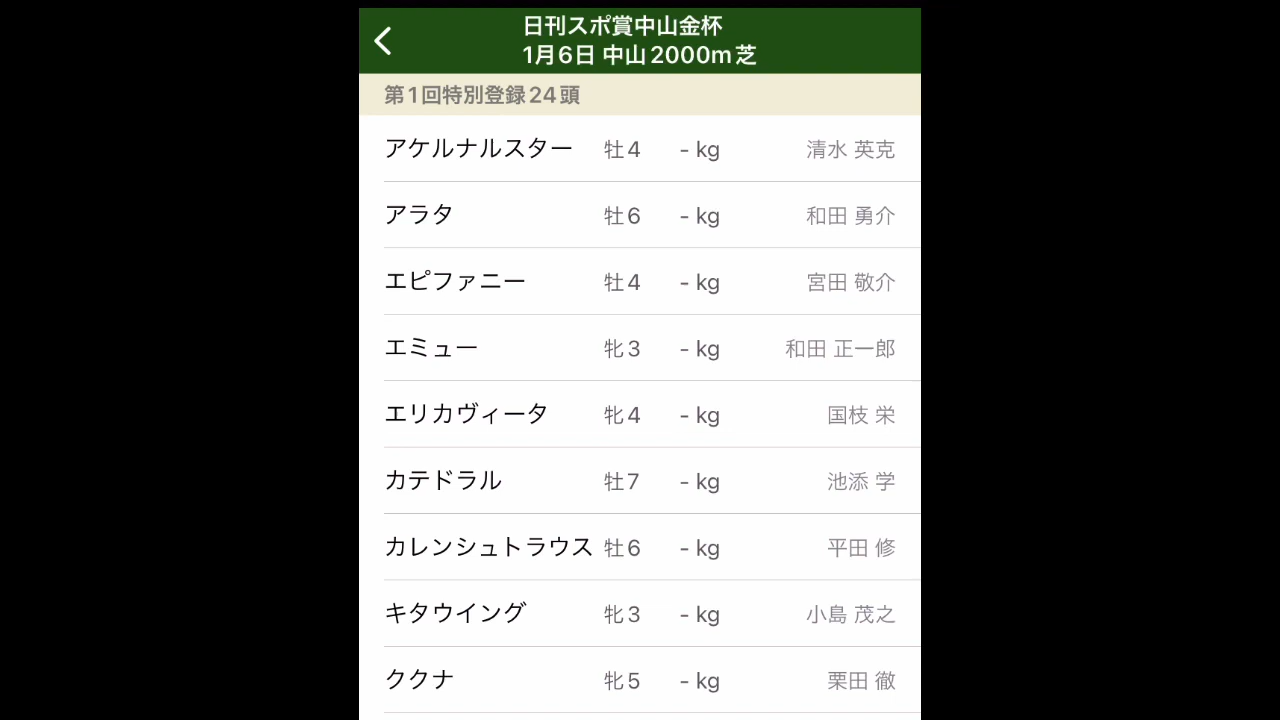 日刊スポ賞中山金杯
1月6日 中山2000m芝
第1回特別登録24頭
アケルナルスター 牡4 - kg 清水 英克
アラタ 牡6 - kg 和田 勇介
エピファニー 牡4 - kg 宮田 敬介
エミュー 牝3 - kg 和田 正一郎
エリカヴィータ 牝4 - kg 国枝 栄
カテドラル 牡7 - kg 池添 学
カレンシュトラウス 牡6 - kg 平田 修
キタウイング 牝3 - kg 小島 茂之
ククナ 牝5 - kg 栗田 徹